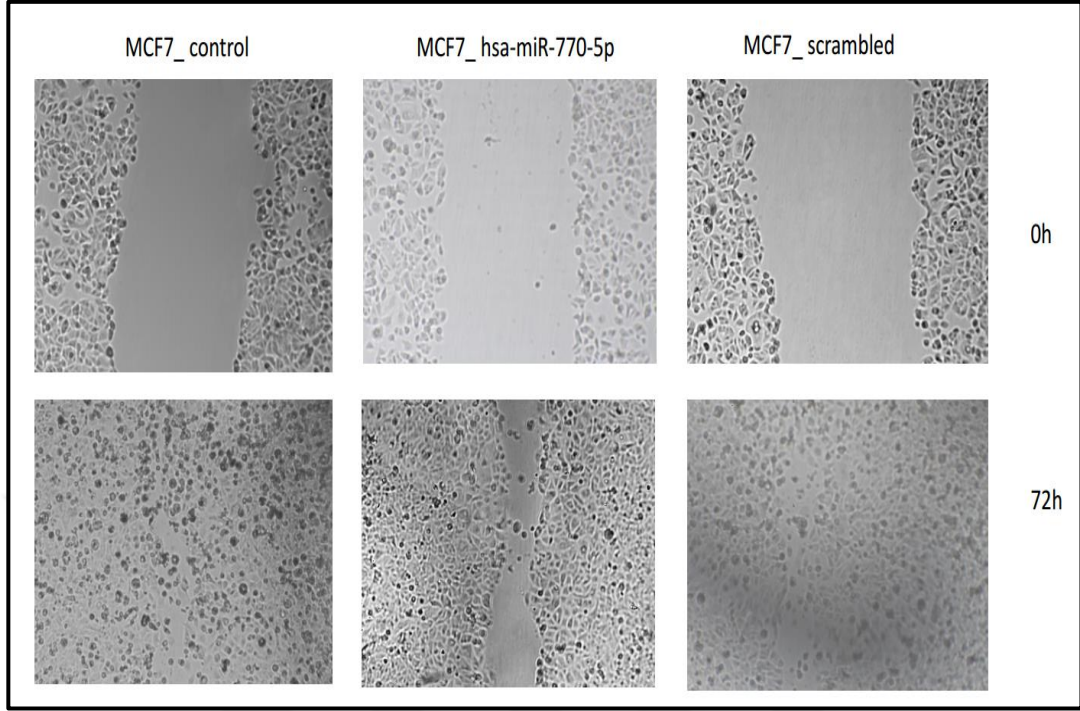 MCF7_ control
MCF7_ hsa-miR-770-5p
MCF7_ scrambled
0h
72h